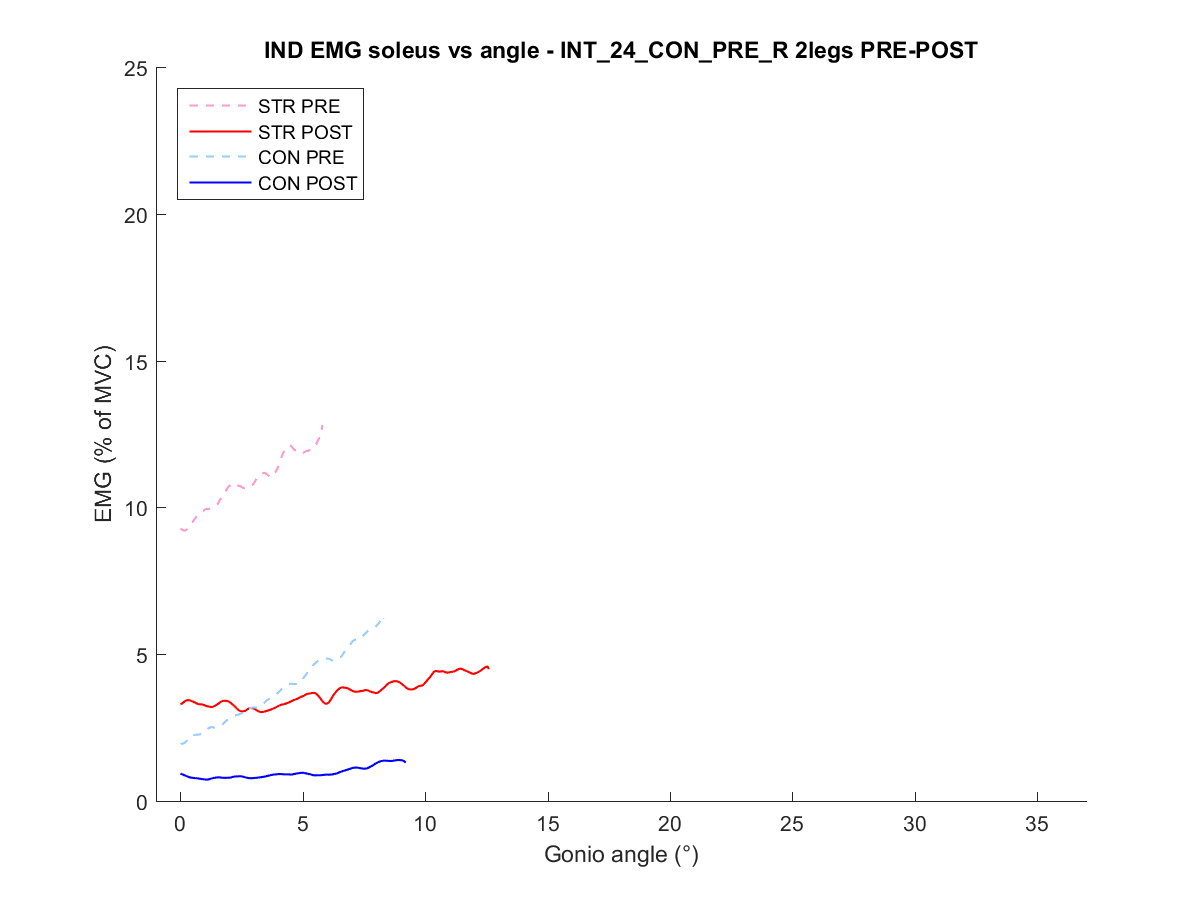 IND EMG soleus vs angle - INT_24_CON_PRE_R 2legs PRE-POST
25
20
15
10
5
0
EMG (% of MVC)
STR PRE
STR POST
CON PRE
CON POST
0 5 10 15 20 25 30 35
Gonio angle (°)